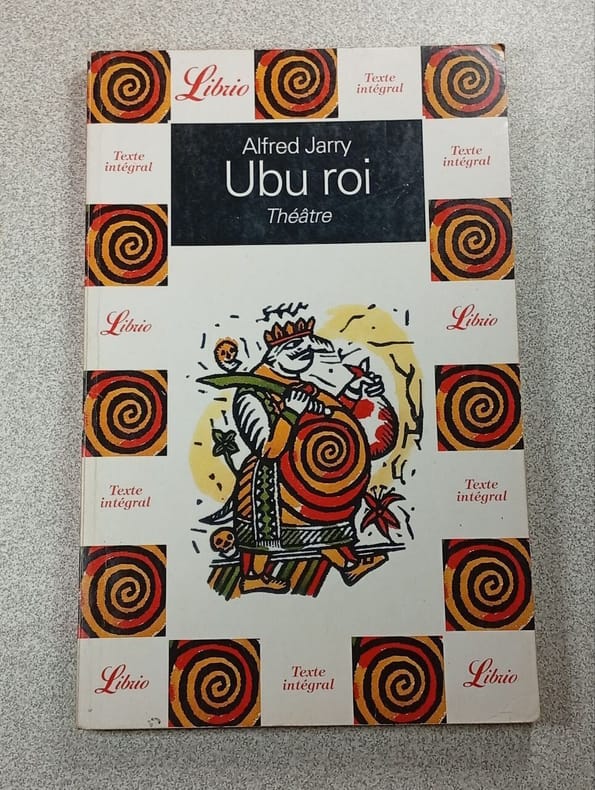 Librio
Texte
intégral
Texte
intégral
Alfred Jarry
Ubu roi
Théâtre
Texte
intégral
Librio
Librio
Texte
intégral
Texte
intégral
Librio
Texte
intégral
Librio